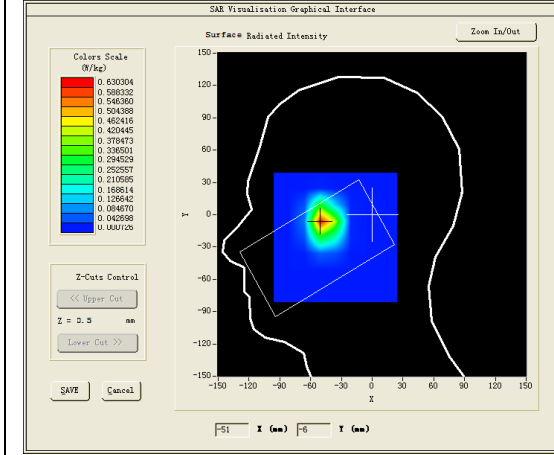 SAR Visualisation Graphical Interface
Surface Radiated Intensity
Zoom In/Out
Colors Scale
(W/kg)
0.630304
0.588332
0.546360
0.504388
0.462416
0.420445
0.378473
0.336501
0.294529
0.252557
0.210585
0.168614
0.126642
0.084670
0.042698
0.000726
150
120
90
60
30
0
-30
-60
-90
-120
-150
Y
-150 -120 -90 -60 -30 0 30 60 90 120 150
X
Z-Cuts Control
<< Upper Cut
Z = 0.5 mm
Lower Cut >>
SAVE Cancel
-51 X (mm) -6 Y (mm)